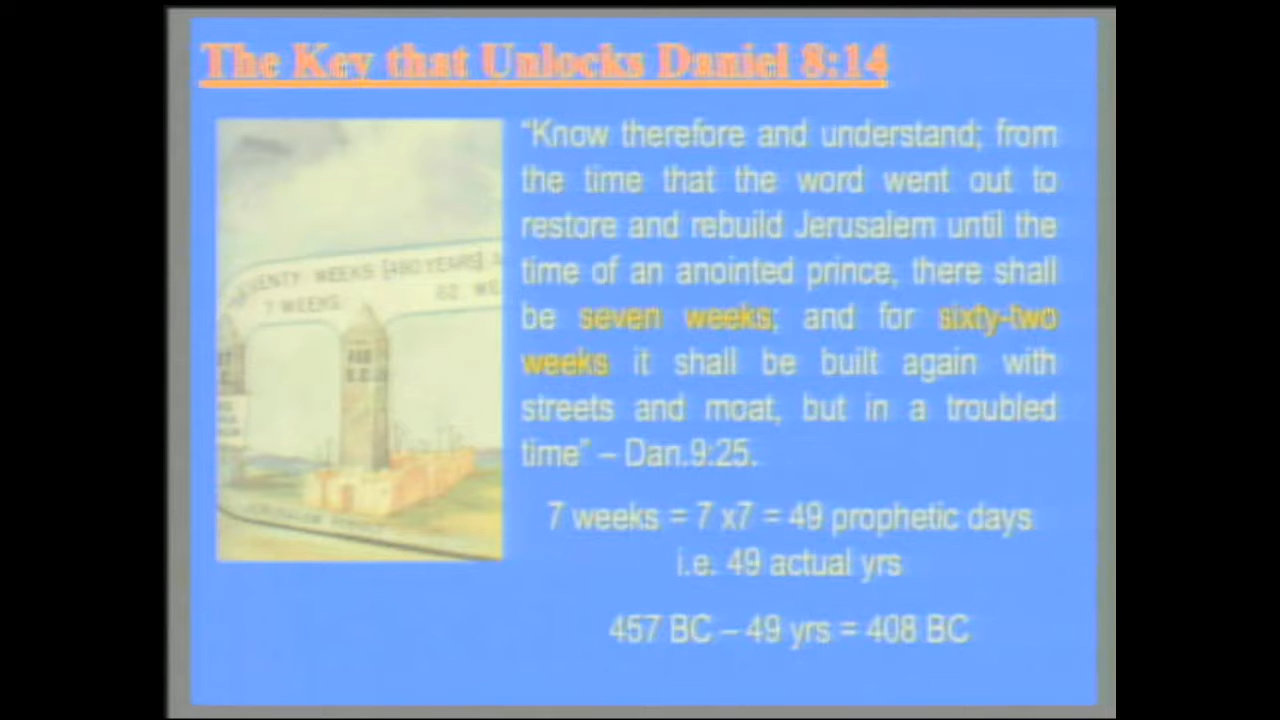 The Key that Unlocks Daniel 8:14
"Know therefore and understand; from
the time that the word went out to
restore and rebuild Jerusalem until the
time of an anointed prince, there shall
be seven weeks; and for sixty-two
weeks it shall be built again with
streets and moat, but in a troubled
time" – Dan.9:25.
7 weeks = 7 x7 = 49 prophetic days
i.e. 49 actual yrs
457 BC – 49 yrs = 408 BC
WEEKS [490 YEARS]
7 WEEKS